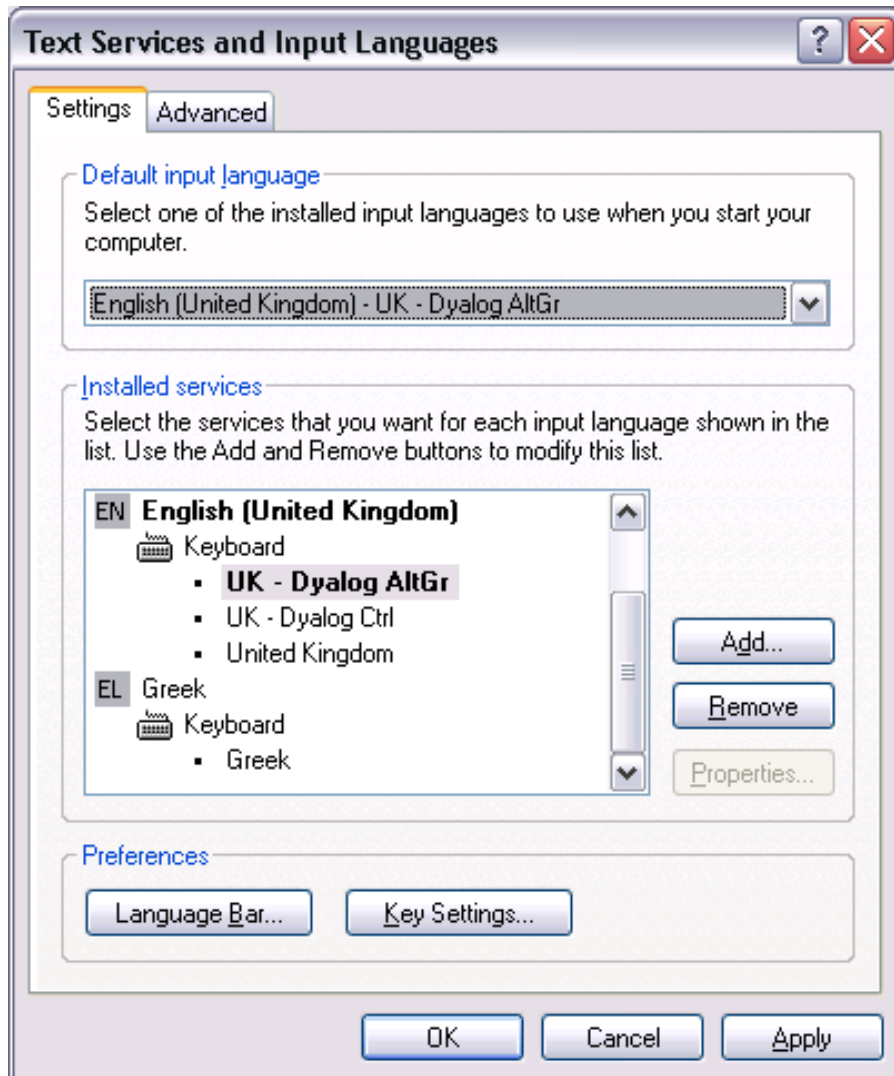 Text Services and Input Languages
Settings
Advanced
Default input language
Select one of the installed input languages to use when you start your
computer.
English (United Kingdom) - UK - Dyalog AltGr
Installed services
Select the services that you want for each input language shown in the
list. Use the Add and Remove buttons to modify this list.
EN English (United Kingdom)
Keyboard
UK - Dyalog AltGr
UK - Dyalog Ctrl
United Kingdom
EL Greek
Keyboard
Greek
Add...
Remove
Properties...
Preferences
Language Bar...
Key Settings...
OK
Cancel
Apply